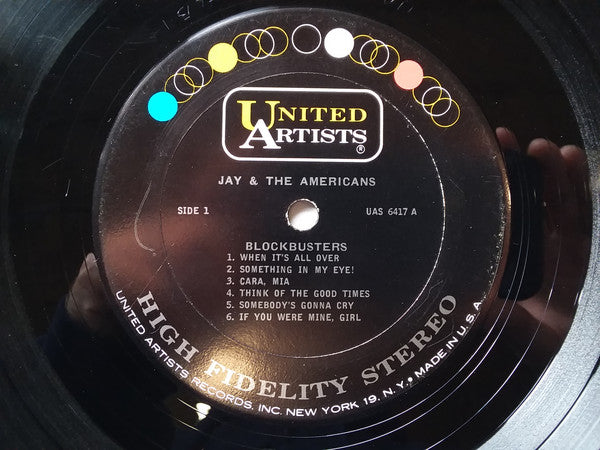 UNITED
ARTISTS
®
JAY & THE AMERICANS
SIDE 1
UAS 6417 A
BLOCKBUSTERS
1. WHEN IT'S ALL OVER
2. SOMETHING IN MY EYE!
3. CARA, MIA
4. THINK OF THE GOOD TIMES
5. SOMEBODY'S GONNA CRY
6. IF YOU WERE MINE, GIRL
HIGH FIDELITY STEREO
UNITED ARTISTS RECORDS, INC. NEW YORK 19, N.Y. • MADE IN U.S.A.